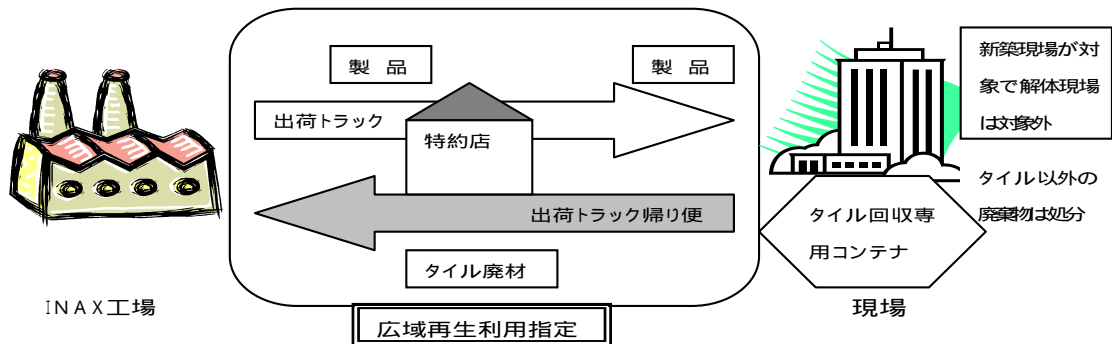 製 品
製 品
新築現場が対
象で解体現場
は対象外
出荷トラック
特約店
タイル以外の
廃棄物は処分
出荷トラック帰り便
タイル回収専
用コンテナ
タイル廃材
INAX工場
現場
広域再生利用指定